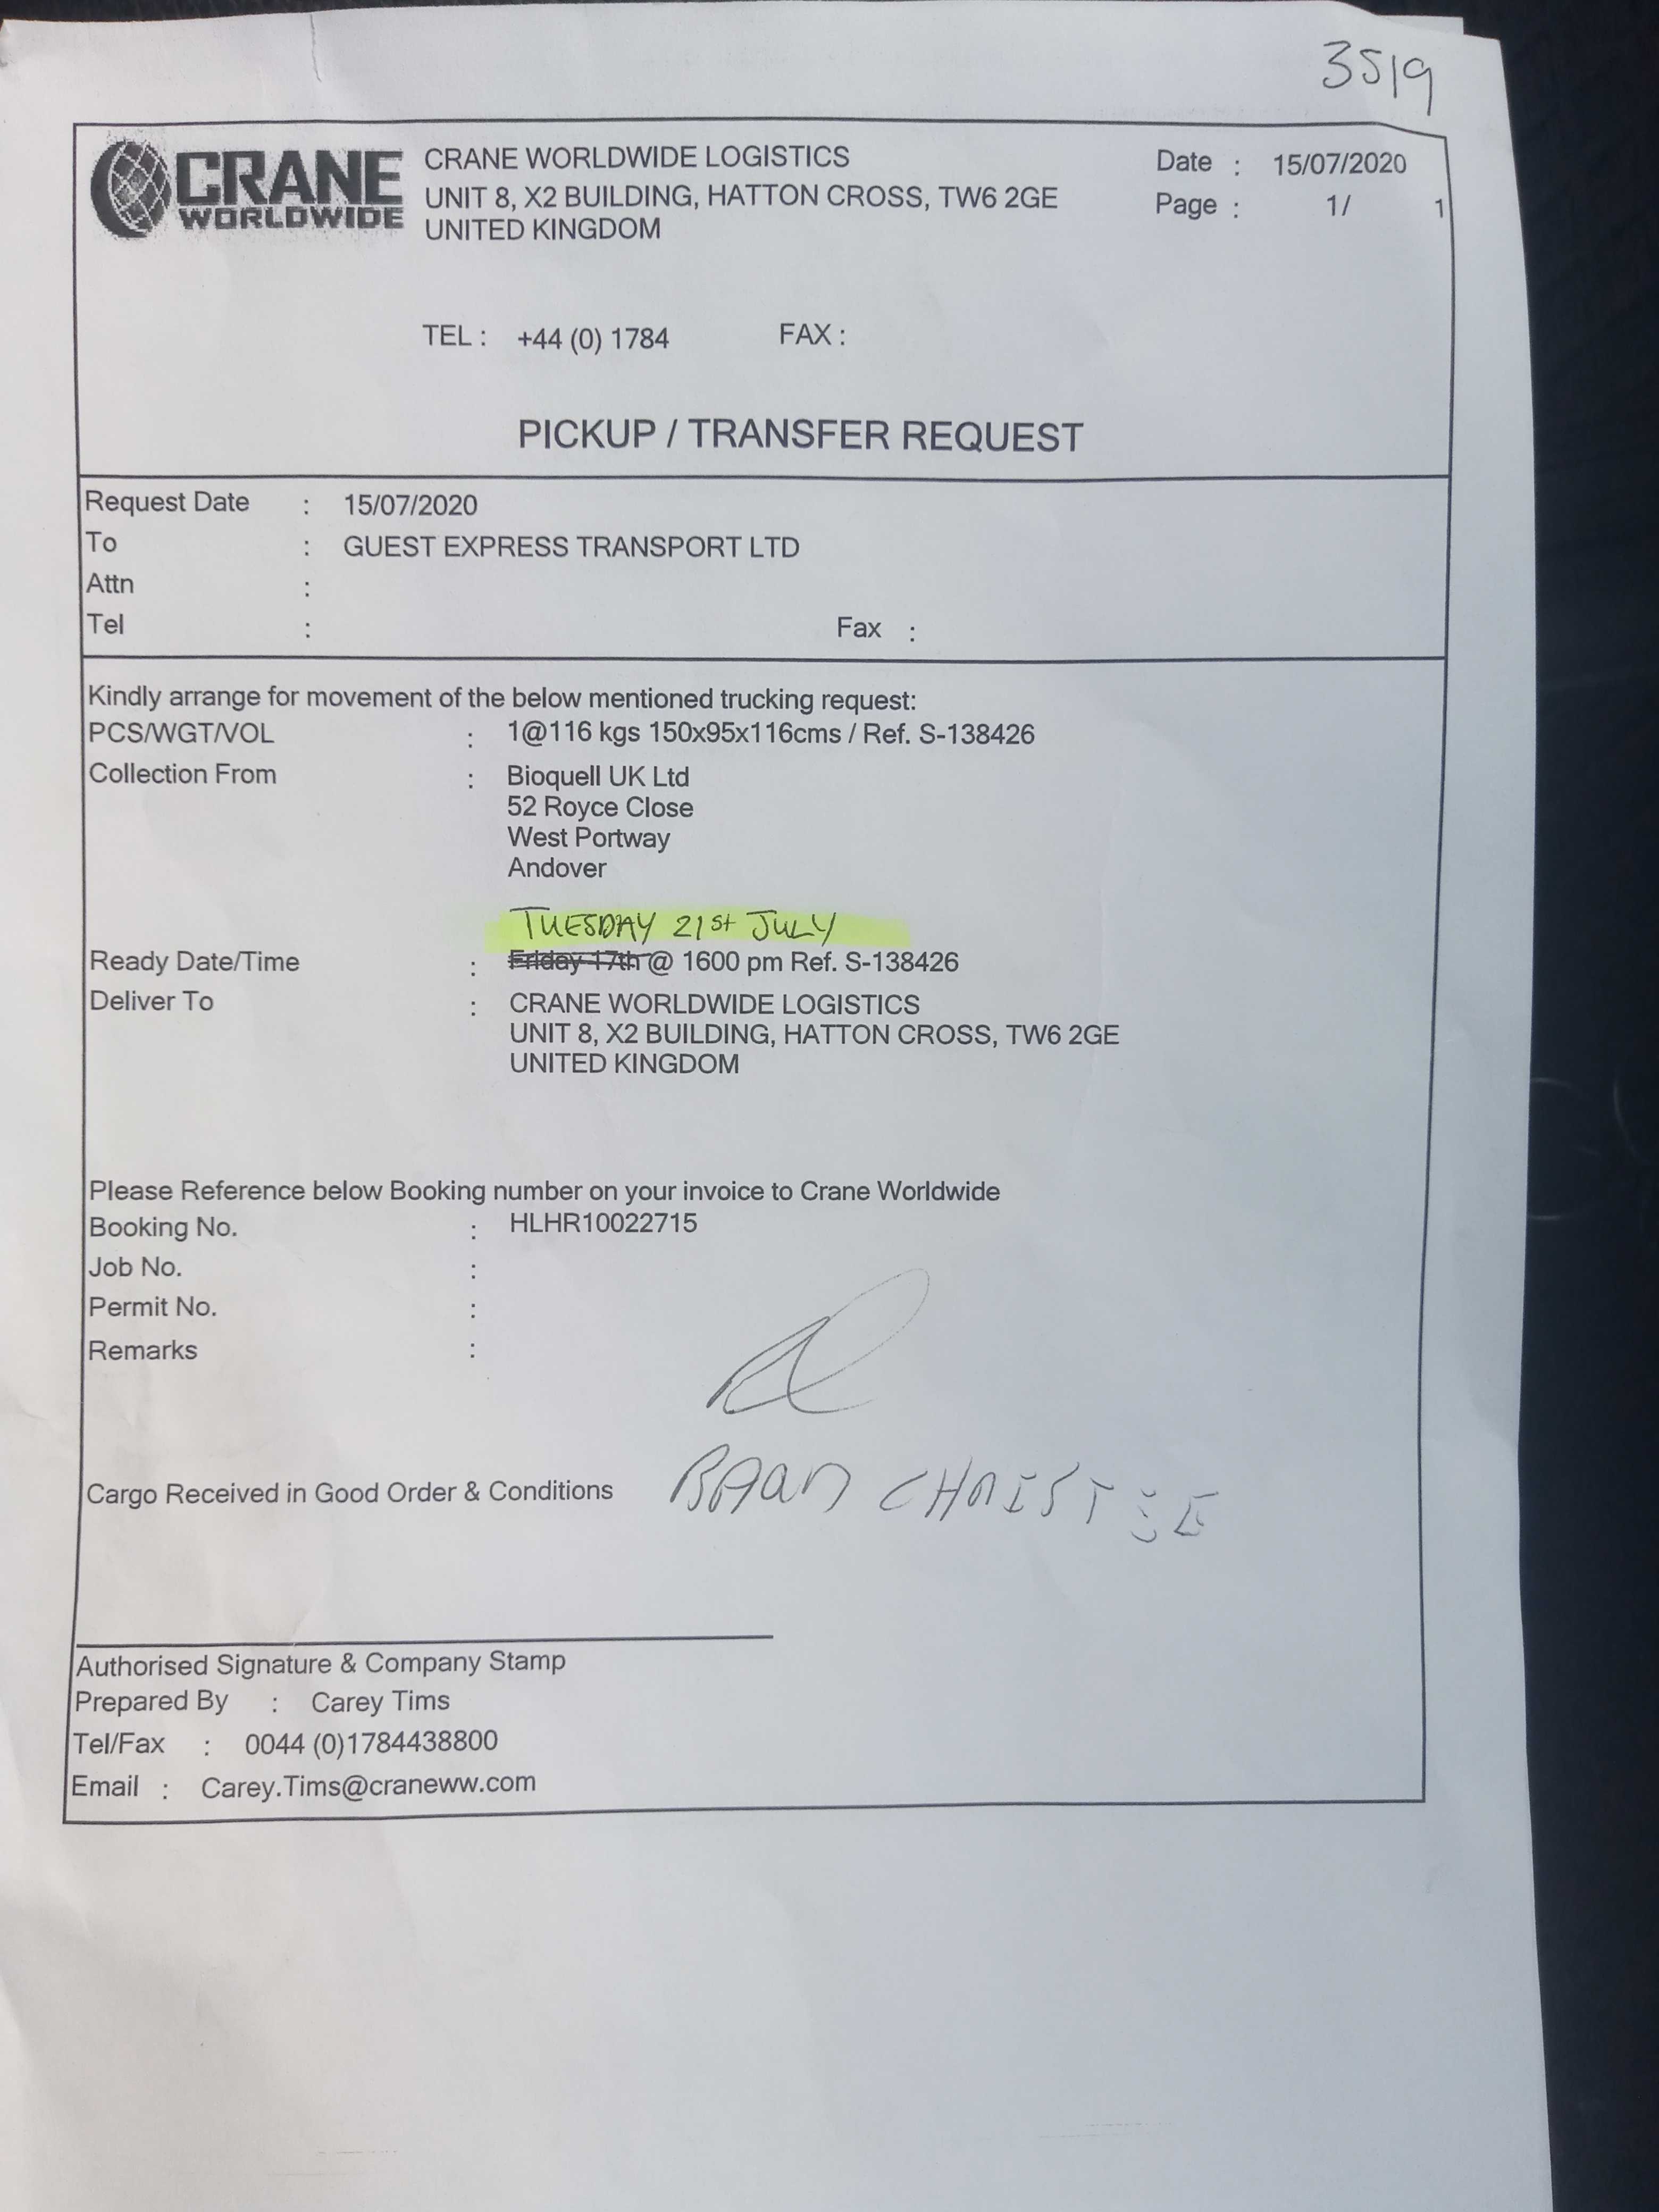 3519
CRANE
WORLDWIDE
CRANE WORLDWIDE LOGISTICS
UNIT 8, X2 BUILDING, HATTON CROSS, TW6 2GE
UNITED KINGDOM
Date : 15/07/2020
Page : 1/ 1
TEL : +44 (0) 1784 FAX :
PICKUP / TRANSFER REQUEST
Request Date : 15/07/2020
To : GUEST EXPRESS TRANSPORT LTD
Attn :
Tel : Fax :
Kindly arrange for movement of the below mentioned trucking request:
PCS/WGT/VOL : 1@116 kgs 150x95x116cms / Ref. S-138426
Collection From : Bioquell UK Ltd
52 Royce Close
West Portway
Andover
TUESDAY 21st JULY
Ready Date/Time : Friday 17th @ 1600 pm Ref. S-138426
Deliver To : CRANE WORLDWIDE LOGISTICS
UNIT 8, X2 BUILDING, HATTON CROSS, TW6 2GE
UNITED KINGDOM
Please Reference below Booking number on your invoice to Crane Worldwide
Booking No. : HLHR10022715
Job No. :
Permit No. :
Remarks :
Cargo Received in Good Order & Conditions
Authorised Signature & Company Stamp
Prepared By : Carey Tims
Tel/Fax : 0044 (0)1784438800
Email : Carey.Tims@craneww.com